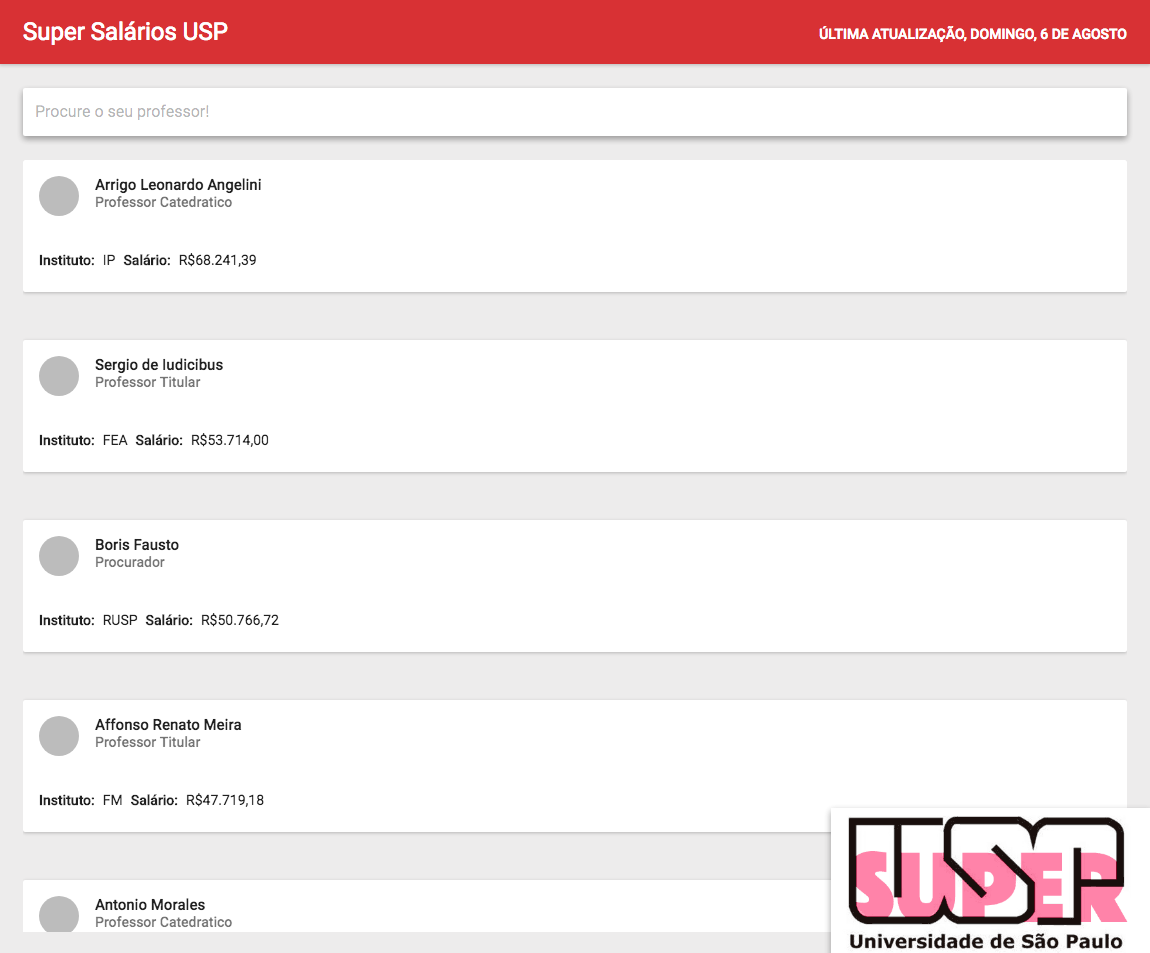 Super Salários USP
ÚLTIMA ATUALIZAÇÃO, DOMINGO, 6 DE AGOSTO
Procure o seu professor!
Arrigo Leonardo Angelini
Professor Catedratico
Instituto: IP Salário: R$68.241,39
Sergio de Iudicibus
Professor Titular
Instituto: FEA Salário: R$53.714,00
Boris Fausto
Procurador
Instituto: RUSP Salário: R$50.766,72
Affonso Renato Meira
Professor Titular
Instituto: FM Salário: R$47.719,18
Antonio Morales
Professor Catedratico
USP
SUPER
Universidade de São Paulo